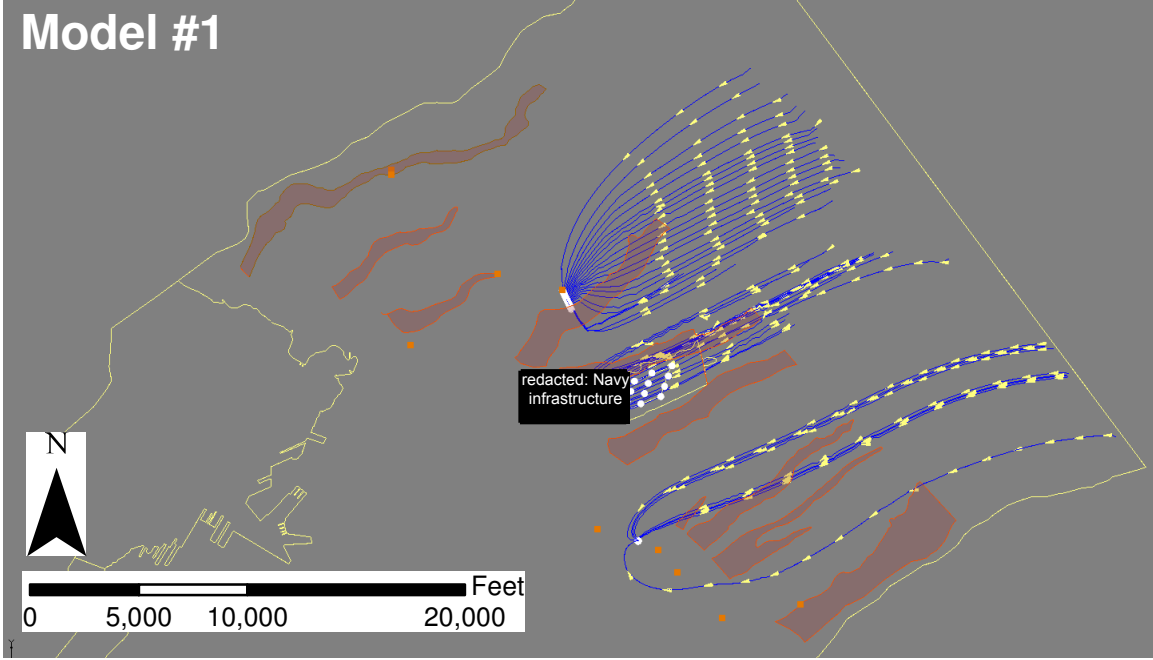 Model #1
redacted: Navy
infrastructure
N
Feet
0 5,000 10,000 20,000
Y